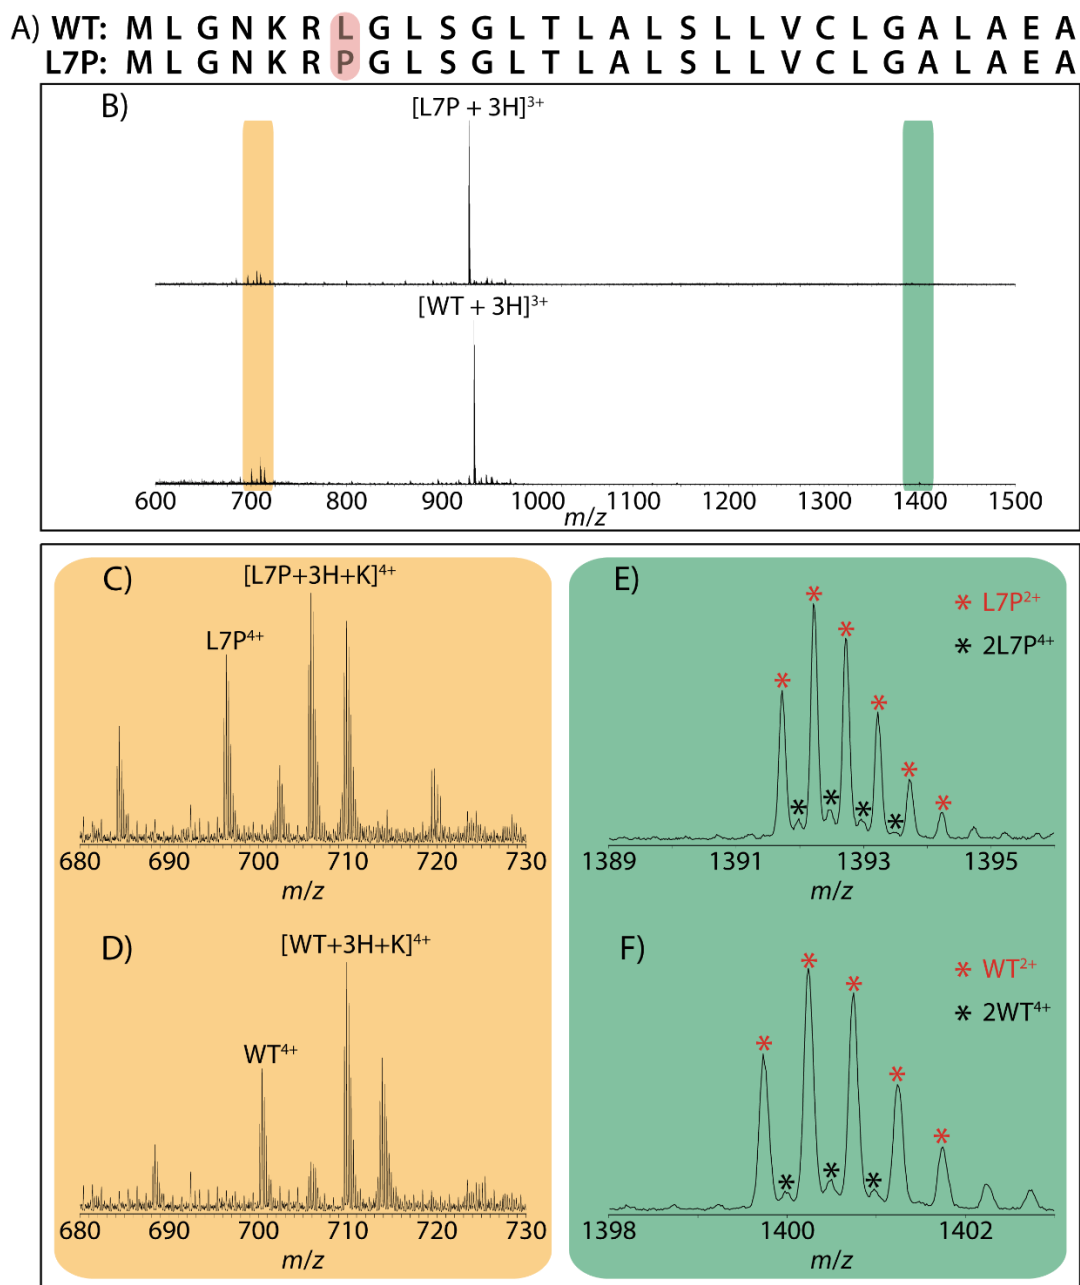 A) WT: M L G N K R L G L S G L T L A L S L L V C L G A L A E A
L7P: M L G N K R P G L S G L T L A L S L L V C L G A L A E A
B)
[L7P + 3H]³⁺
[WT + 3H]³⁺
600 700 800 900 1000 1100 1200 1300 1400 1500
m/z
C)
[L7P+3H+K]⁴⁺
L7P⁴⁺
680 690 700 710 720 730
m/z
E)
* L7P²⁺
* 2L7P⁴⁺
1389 1391 1393 1395
m/z
D)
[WT+3H+K]⁴⁺
WT⁴⁺
680 690 700 710 720 730
m/z
F)
* WT²⁺
* 2WT⁴⁺
1398 1400 1402
m/z